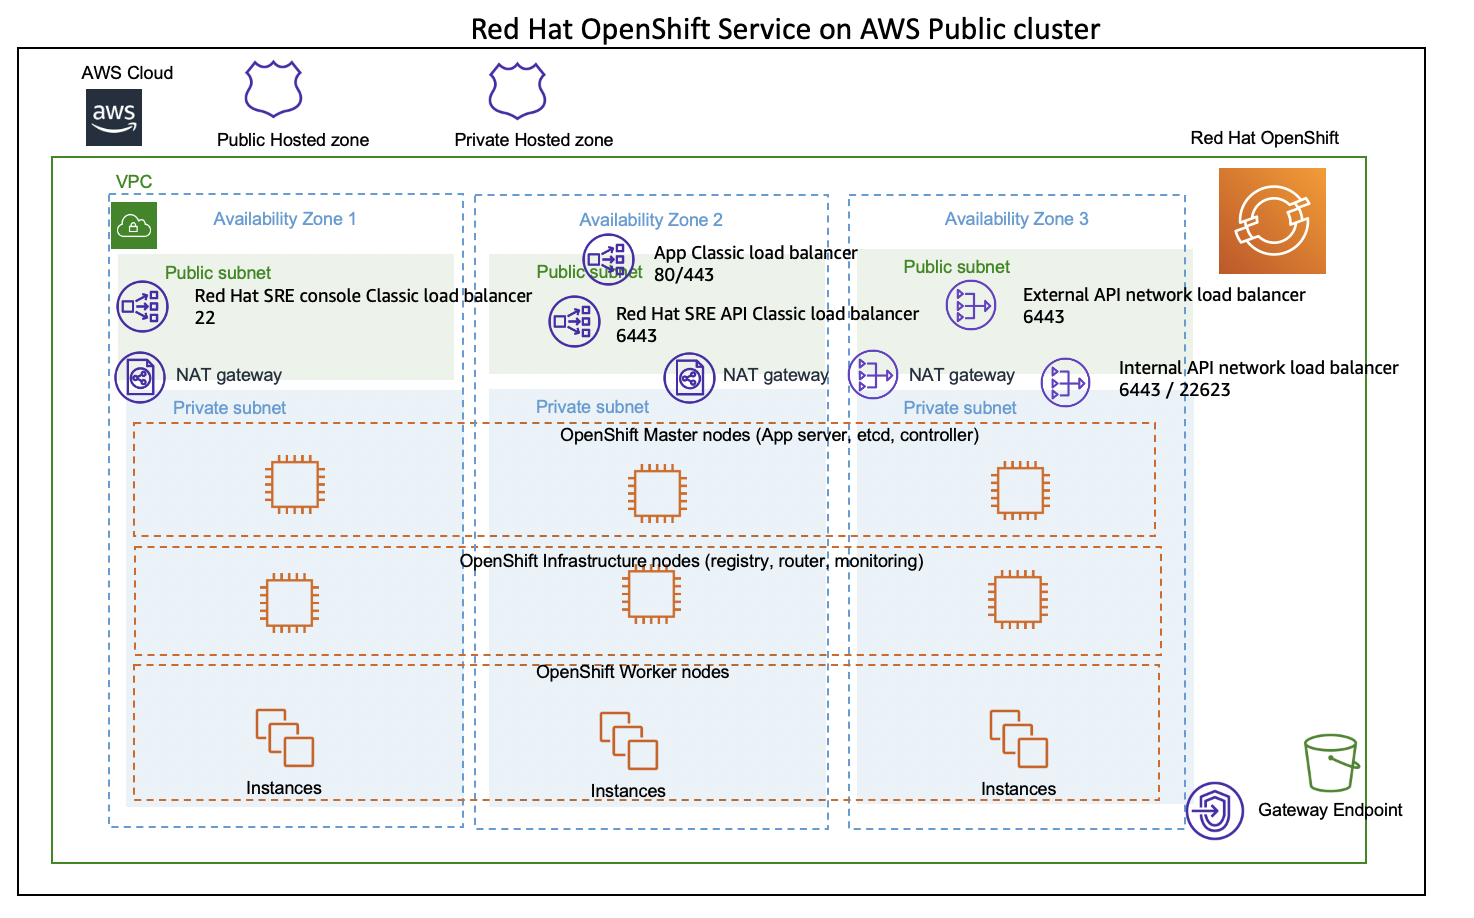 Red Hat OpenShift Service on AWS Public cluster
AWS Cloud
aws
Public Hosted zone
Private Hosted zone
Red Hat OpenShift
VPC
Availability Zone 1
Availability Zone 2
Availability Zone 3
Public subnet
Red Hat SRE console Classic load balancer
22
NAT gateway
Private subnet
App Classic load balancer
80/443
Public subnet
Red Hat SRE API Classic load balancer
6443
NAT gateway
Private subnet
Public subnet
External API network load balancer
6443
NAT gateway
Internal API network load balancer
6443 / 22623
Private subnet
OpenShift Master nodes (App server, etcd, controller)
OpenShift Infrastructure nodes (registry, router, monitoring)
OpenShift Worker nodes
Instances
Instances
Instances
Gateway Endpoint